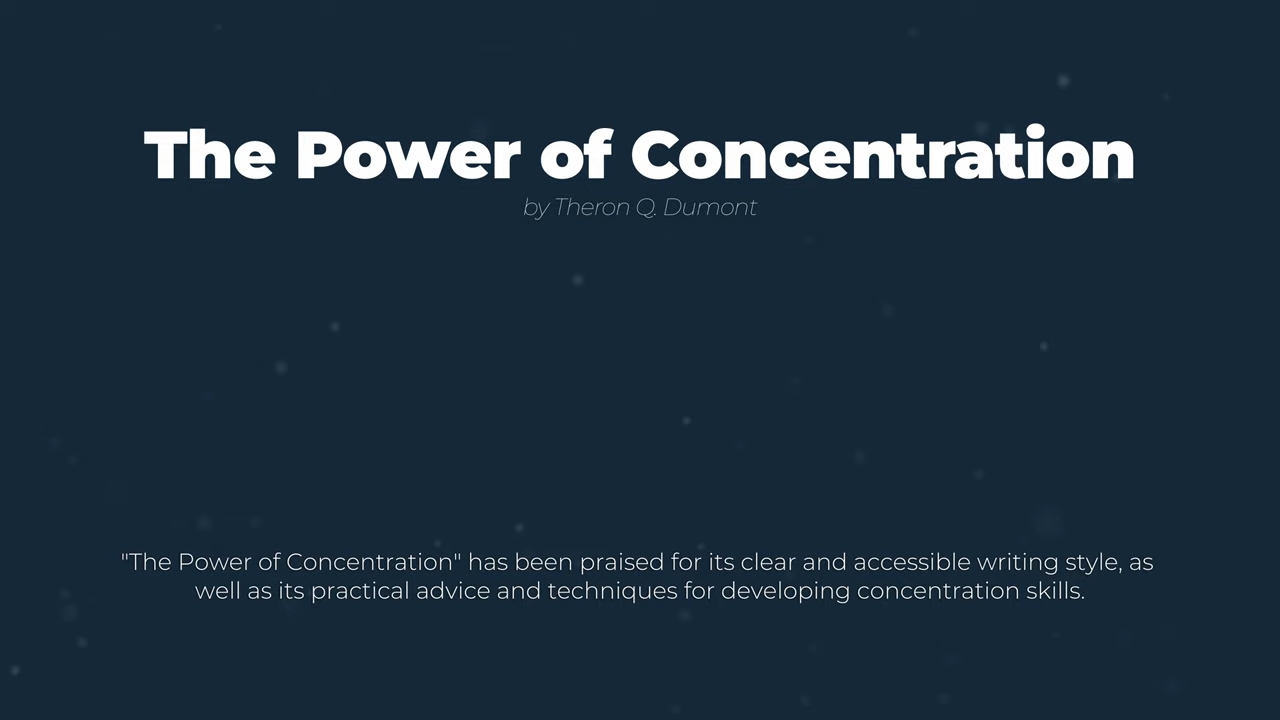 The Power of Concentration
by Theron Q. Dumont
"The Power of Concentration" has been praised for its clear and accessible writing style, as
well as its practical advice and techniques for developing concentration skills.